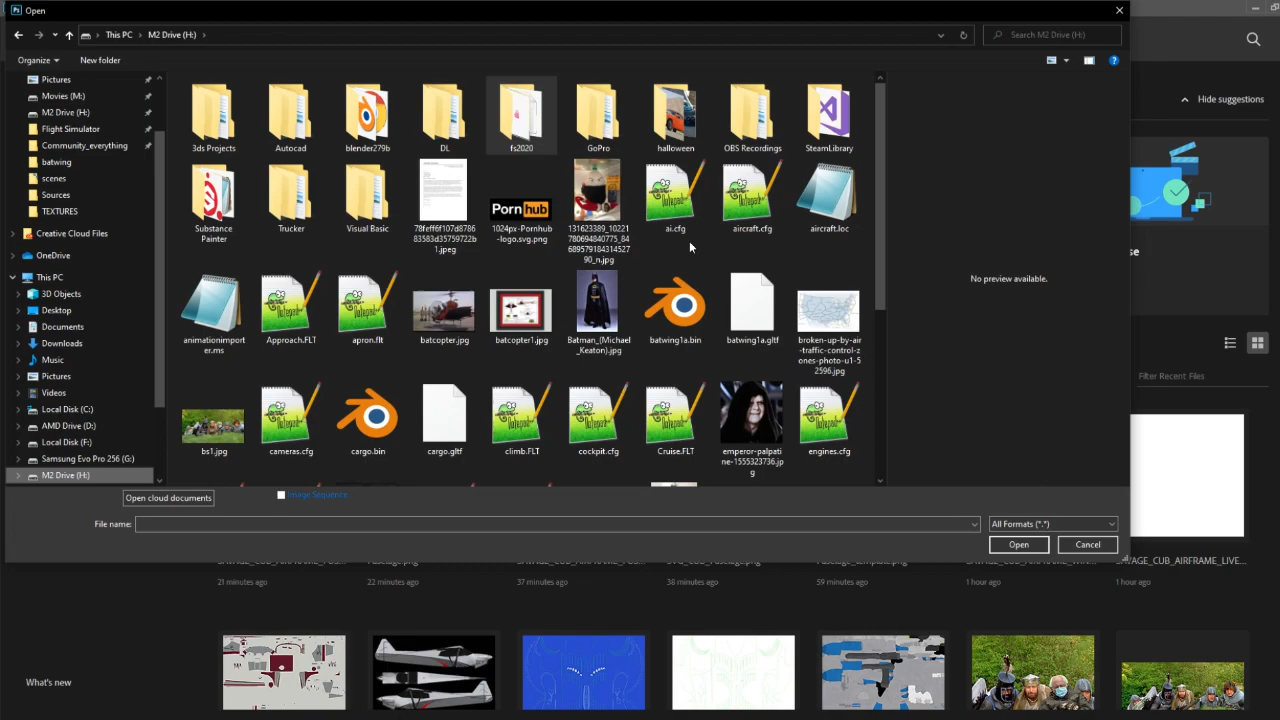 Ps Open
This PC > M2 Drive (H:) >
Search M2 Drive (H:)
Hide suggestions
Organize
New folder
Pictures
Movies (M:)
M2 Drive (H:)
Flight Simulator
Community_everything
batwing
scenes
Sources
TEXTURES
Creative Cloud Files
OneDrive
This PC
3D Objects
Desktop
Documents
Downloads
Music
Pictures
Videos
Local Disk (C:)
AMD Drive (D:)
Local Disk (F:)
Samsung Evo Pro 256 (G:)
M2 Drive (H:)
3ds Projects
Autocad
blender279b
DL
fs2020
GoPro
halloween
OBS Recordings
SteamLibrary
Substance
Painter
Trucker
Visual Basic
78feff6f107d8786
83583d35759722b
1.jpeg
Porn hub
1024px-Pornhub
-logo.svg.png
131623389_10221
780694840775_84
689579184314527
90_n.jpg
ai.cfg
aircraft.cfg
aircraft.loc
animationimport
er.ms
Approach.FLT
apron.flt
batcopter.jpg
batcopter1.jpg
Batman_(Michael
_Keaton).jpg
batwing1a.bin
batwing1a.gltf
broken-up-by-air
-traffic-control-z
ones-photo-u1-5
2596.jpg
bs1.jpg
cameras.cfg
cargo.bin
cargo.gltf
climb.FLT
cockpit.cfg
Cruise.FLT
emperor-palpati
ne-1555323736.jp
g
engines.cfg
No preview available.
Filter Recent Files
Open cloud documents
Image Sequence
File name:
All Formats (*.*)
Open
Cancel
21 minutes ago
22 minutes ago
37 minutes ago
38 minutes ago
59 minutes ago
1 hour ago
1 hour ago
What's new